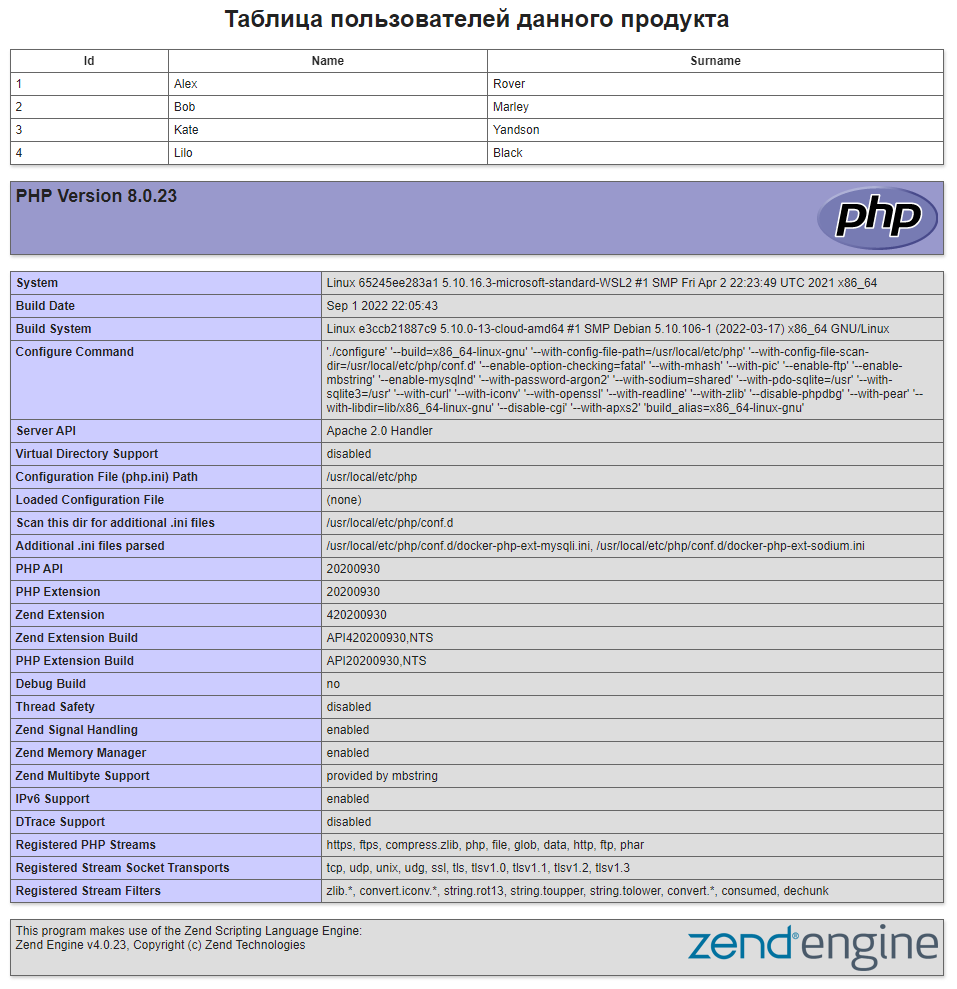 Таблица пользователей данного продукта
Id Name Surname
1 Alex Rover
2 Bob Marley
3 Kate Yandson
4 Lilo Black
PHP Version 8.0.23
php
System Linux 65245ee283a1 5.10.16.3-microsoft-standard-WSL2 #1 SMP Fri Apr 2 22:23:49 UTC 2021 x86_64
Build Date Sep 1 2022 22:05:43
Build System Linux e3ccb21887c9 5.10.0-13-cloud-amd64 #1 SMP Debian 5.10.106-1 (2022-03-17) x86_64 GNU/Linux
Configure Command './configure' '--build=x86_64-linux-gnu' '--with-config-file-path=/usr/local/etc/php' '--with-config-file-scan-
dir=/usr/local/etc/php/conf.d' '--enable-option-checking=fatal' '--with-mhash' '--with-pic' '--enable-ftp' '--enable-
mbstring' '--enable-mysqlnd' '--with-password-argon2' '--with-sodium=shared' '--with-pdo-sqlite=/usr' '--with-
sqlite3=/usr' '--with-curl' '--with-iconv' '--with-openssl' '--with-readline' '--with-zlib' '--disable-phpdbg' '--with-pear' '--
with-libdir=lib/x86_64-linux-gnu' '--disable-cgi' '--with-apxs2' 'build_alias=x86_64-linux-gnu'
Server API Apache 2.0 Handler
Virtual Directory Support disabled
Configuration File (php.ini) Path /usr/local/etc/php
Loaded Configuration File (none)
Scan this dir for additional .ini files /usr/local/etc/php/conf.d
Additional .ini files parsed /usr/local/etc/php/conf.d/docker-php-ext-mysqli.ini, /usr/local/etc/php/conf.d/docker-php-ext-sodium.ini
PHP API 20200930
PHP Extension 20200930
Zend Extension 420200930
Zend Extension Build API420200930,NTS
PHP Extension Build API20200930,NTS
Debug Build no
Thread Safety disabled
Zend Signal Handling enabled
Zend Memory Manager enabled
Zend Multibyte Support provided by mbstring
IPv6 Support enabled
DTrace Support disabled
Registered PHP Streams https, ftps, compress.zlib, php, file, glob, data, http, ftp, phar
Registered Stream Socket Transports tcp, udp, unix, udg, ssl, tls, tlsv1.0, tlsv1.1, tlsv1.2, tlsv1.3
Registered Stream Filters zlib.*, convert.iconv.*, string.rot13, string.toupper, string.tolower, convert.*, consumed, dechunk
This program makes use of the Zend Scripting Language Engine:
Zend Engine v4.0.23, Copyright (c) Zend Technologies
zend® engine